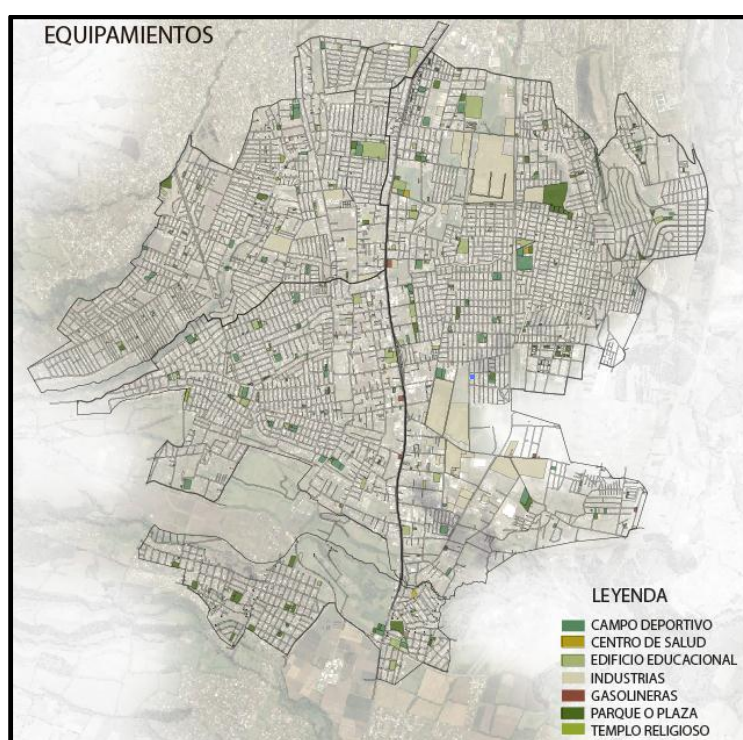 EQUIPAMIENTOS
LEYENDA
CAMPO DEPORTIVO
CENTRO DE SALUD
EDIFICIO EDUCACIONAL
INDUSTRIAS
GASOLINERAS
PARQUE O PLAZA
TEMPLO RELIGIOSO